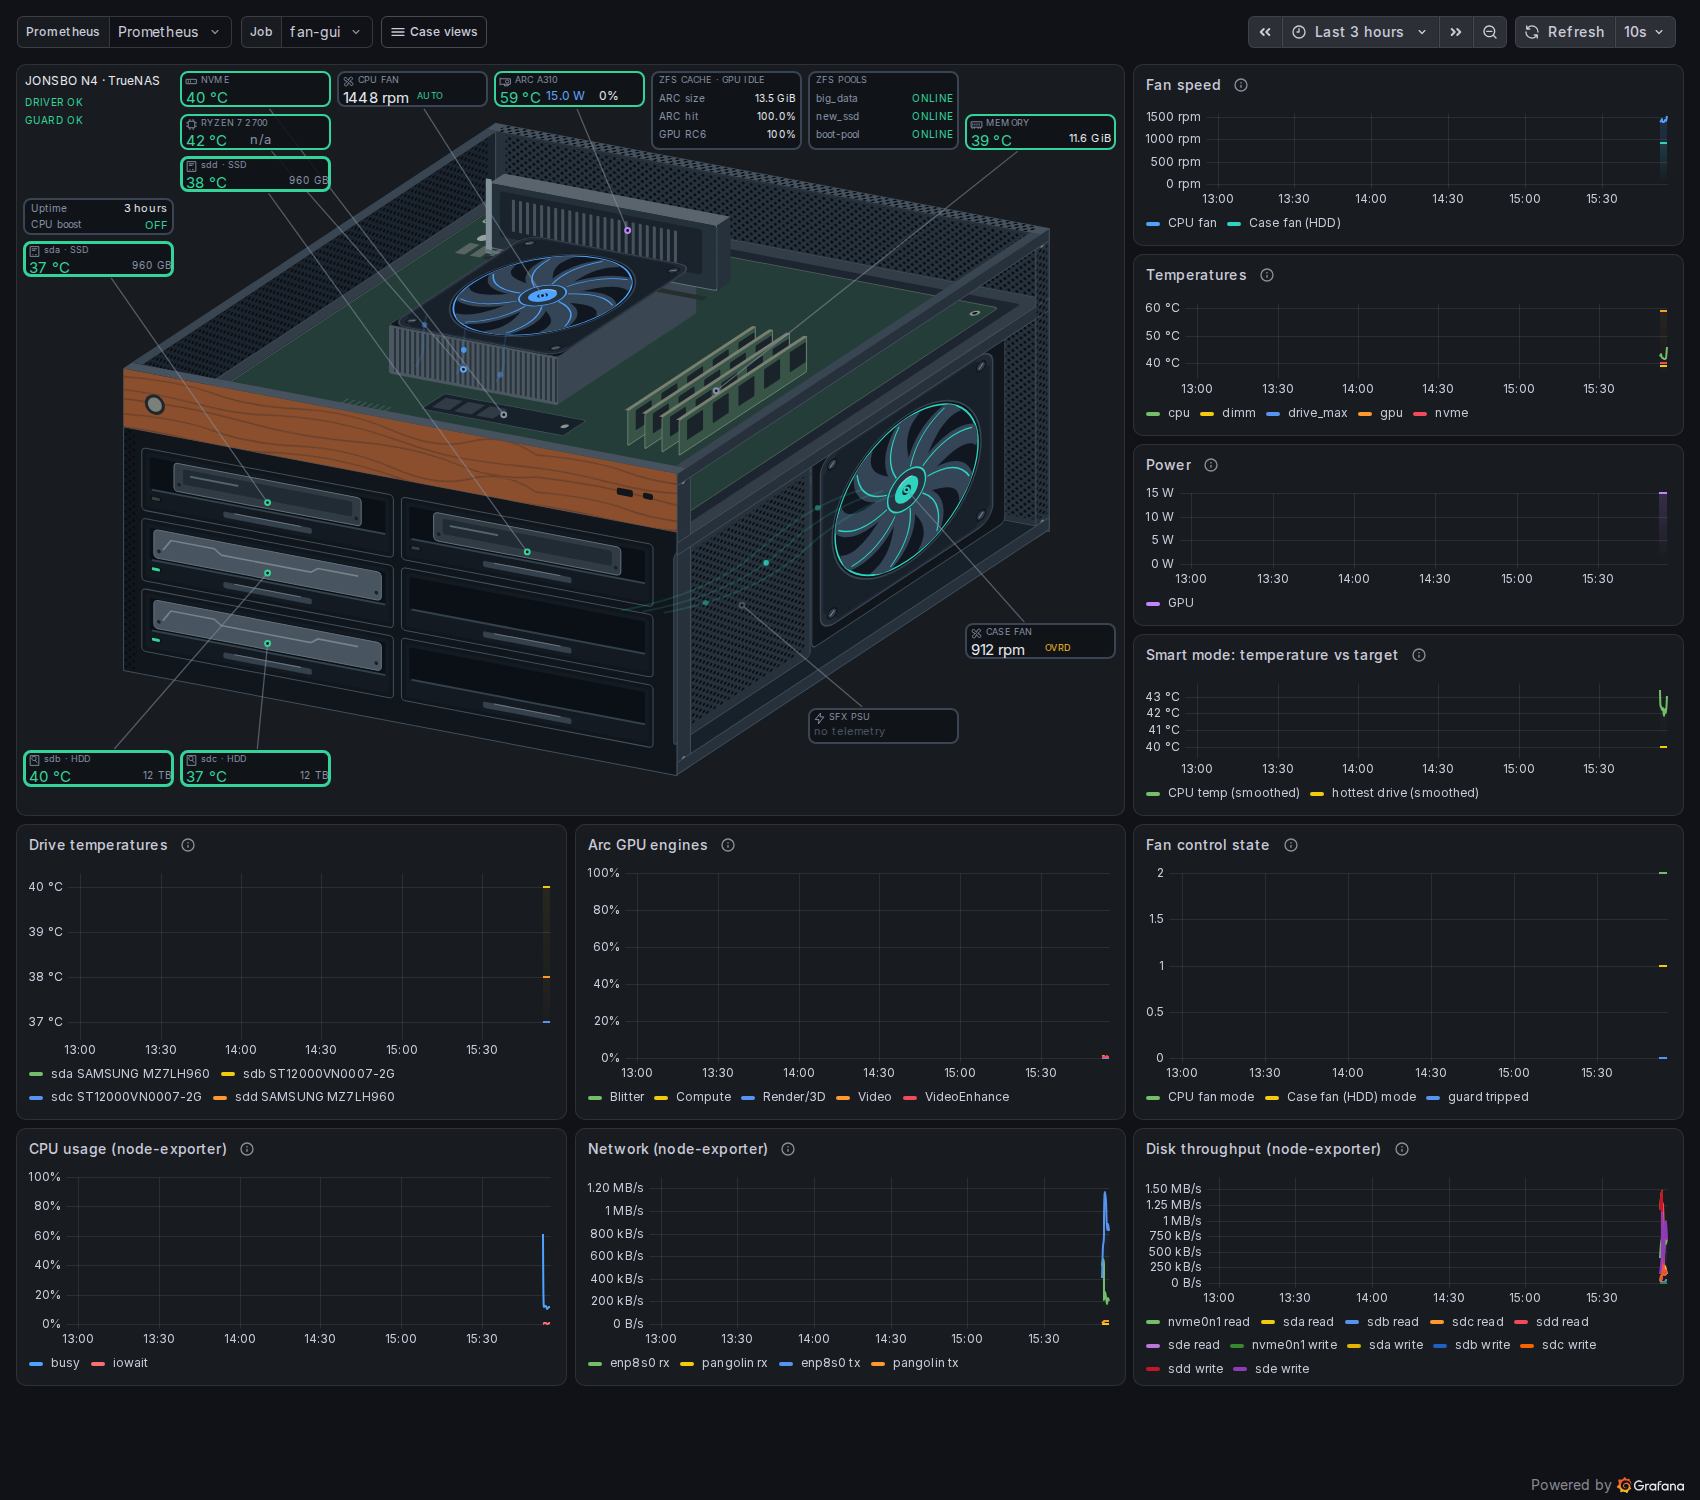 Prometheus Prometheus Job fan-gui Case views Last 3 hours Refresh 10s
JONSBO N4 · TrueNAS
DRIVER OK
GUARD OK
NVME
40 °C
CPU FAN
1448 rpm AUTO
ARC A310
59 °C 15.0 W 0%
ZFS CACHE · GPU IDLE
ARC size 13.5 GiB
ARC hit 100.0%
GPU RC6 100%
ZFS POOLS
big_data ONLINE
new_ssd ONLINE
boot-pool ONLINE
MEMORY
39 °C 11.6 GiB
RYZEN 7 2700
42 °C n/a
sdd · SSD
38 °C 960 GB
Uptime 3 hours
CPU boost OFF
sda · SSD
37 °C 960 GB
CASE FAN
912 rpm OVRD
SFX PSU
no telemetry
sdb · HDD
40 °C 12 TB
sdc · HDD
37 °C 12 TB
Fan speed
1500 rpm
1000 rpm
500 rpm
0 rpm
13:00 13:30 14:00 14:30 15:00 15:30
CPU fan Case fan (HDD)
Temperatures
60 °C
50 °C
40 °C
13:00 13:30 14:00 14:30 15:00 15:30
cpu dimm drive_max gpu nvme
Power
15 W
10 W
5 W
0 W
13:00 13:30 14:00 14:30 15:00 15:30
GPU
Smart mode: temperature vs target
43 °C
42 °C
41 °C
40 °C
13:00 13:30 14:00 14:30 15:00 15:30
CPU temp (smoothed) hottest drive (smoothed)
Drive temperatures
40 °C
39 °C
38 °C
37 °C
13:00 13:30 14:00 14:30 15:00 15:30
sda SAMSUNG MZ7LH960 sdb ST12000VN0007-2G
sdc ST12000VN0007-2G sdd SAMSUNG MZ7LH960
Arc GPU engines
100%
80%
60%
40%
20%
0%
13:00 13:30 14:00 14:30 15:00 15:30
Blitter Compute Render/3D Video VideoEnhance
Fan control state
2
1.5
1
0.5
0
13:00 13:30 14:00 14:30 15:00 15:30
CPU fan mode Case fan (HDD) mode guard tripped
CPU usage (node-exporter)
100%
80%
60%
40%
20%
0%
13:00 13:30 14:00 14:30 15:00 15:30
busy iowait
Network (node-exporter)
1.20 MB/s
1 MB/s
800 kB/s
600 kB/s
400 kB/s
200 kB/s
0 B/s
13:00 13:30 14:00 14:30 15:00 15:30
enp8s0 rx pangolin rx enp8s0 tx pangolin tx
Disk throughput (node-exporter)
1.50 MB/s
1.25 MB/s
1 MB/s
750 kB/s
500 kB/s
250 kB/s
0 B/s
13:00 13:30 14:00 14:30 15:00 15:30
nvme0n1 read sda read sdb read sdc read sdd read
sde read nvme0n1 write sda write sdb write sdc write
sdd write sde write
Powered by Grafana